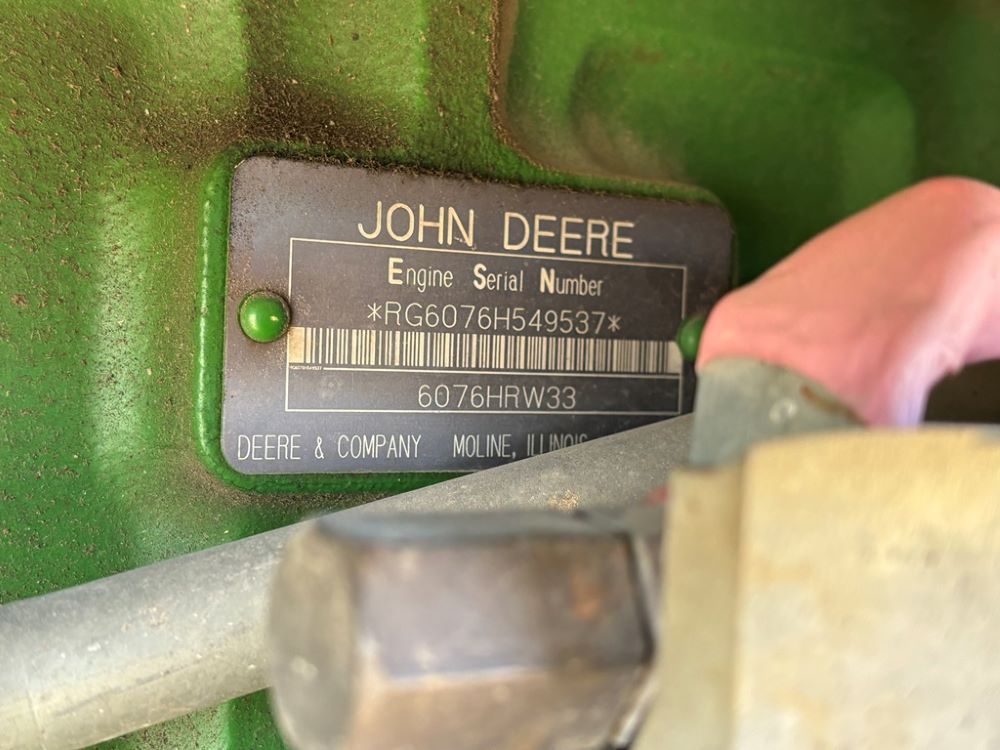 JOHN DEERE
Engine Serial Number
*RG6076H549537*
6076HRW33
DEERE & COMPANY MOLINE, ILLINOIS